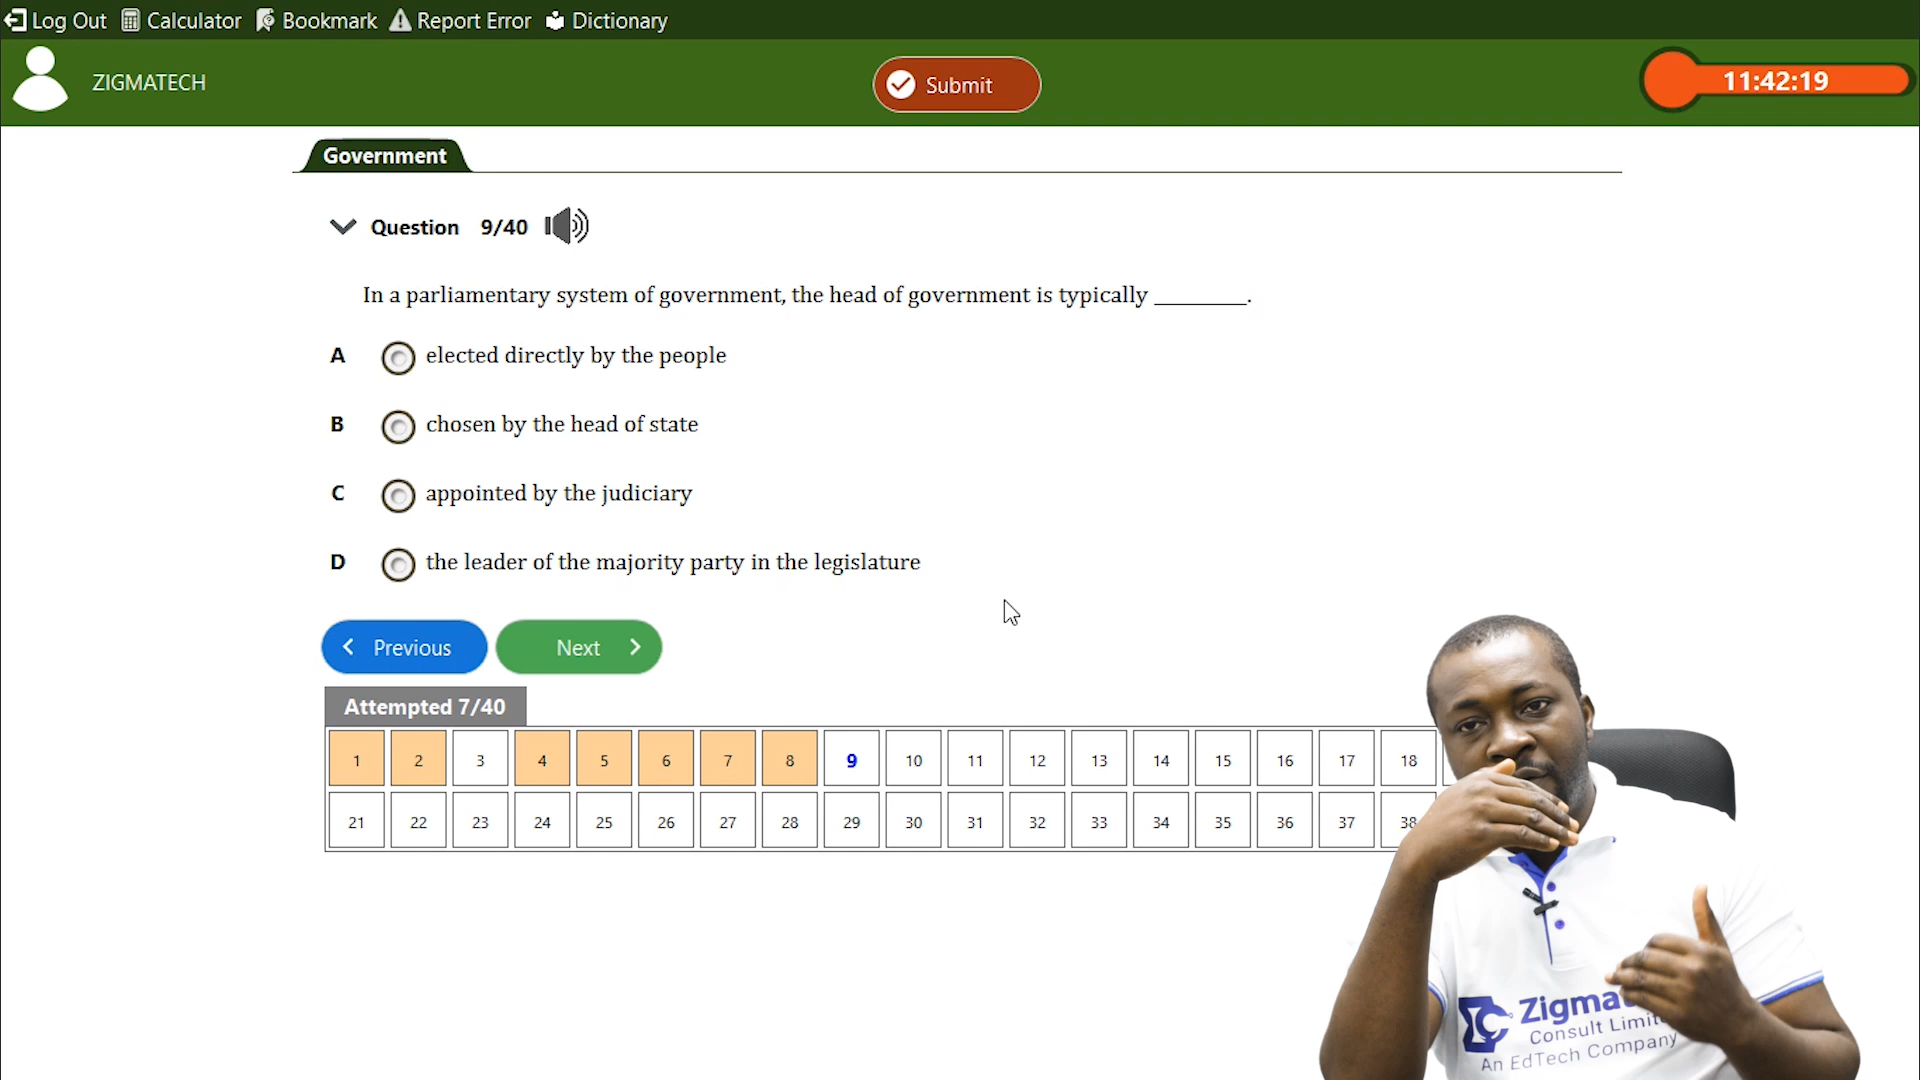 Log Out Calculator Bookmark Report Error Dictionary
ZIGMATECH
Submit
11:42:19
Government
Question 9/40
In a parliamentary system of government, the head of government is typically ________.
A elected directly by the people
B chosen by the head of state
C appointed by the judiciary
D the leader of the majority party in the legislature
Previous
Next
Attempted 7/40
1 2 3 4 5 6 7 8 9 10 11 12 13 14 15 16 17 18
21 22 23 24 25 26 27 28 29 30 31 32 33 34 35 36 37 38
Consult
An EdTech Company